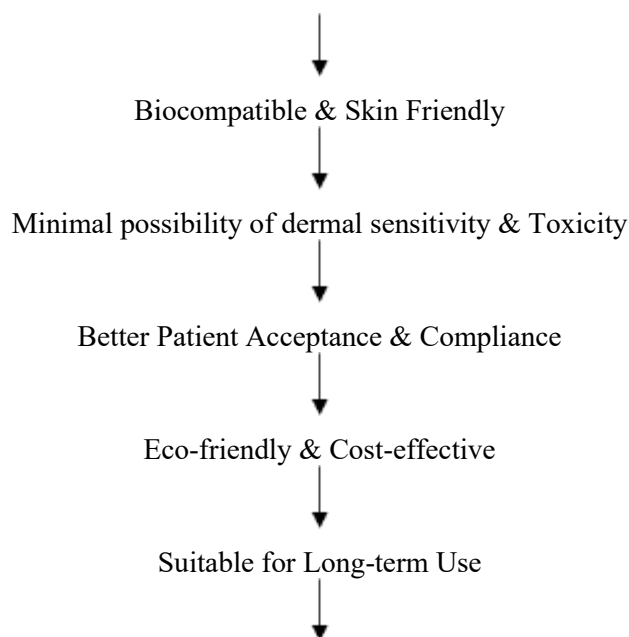 Biocompatible & Skin Friendly
Minimal possibility of dermal sensitivity & Toxicity
Better Patient Acceptance & Compliance
Eco-friendly & Cost-effective
Suitable for Long-term Use